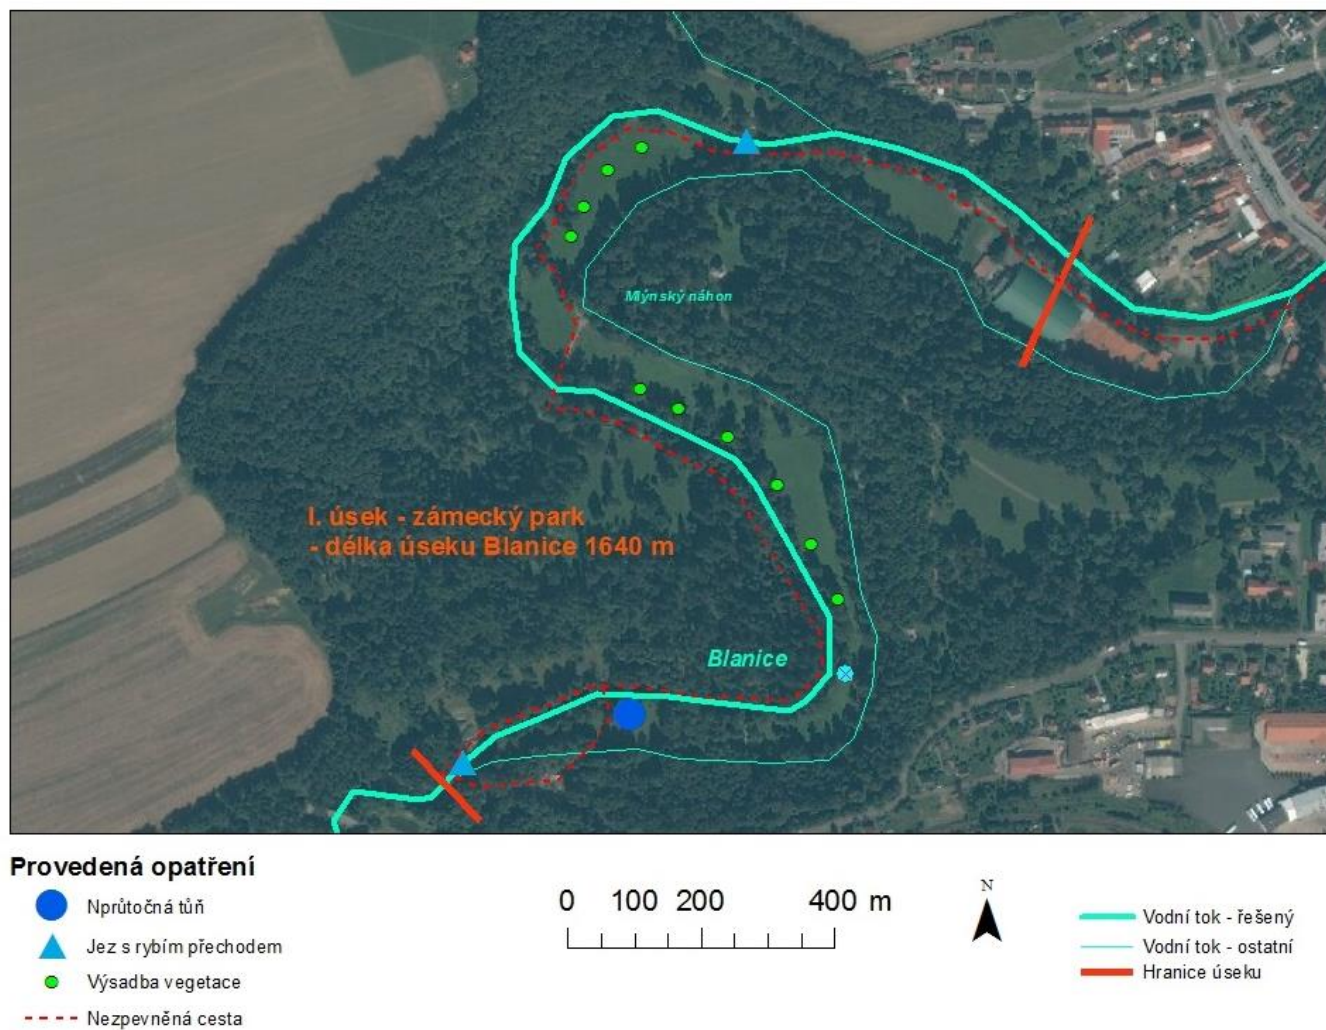 Mlýnský náhon
I. úsek - zámecký park
- délka úseku Blanice 1640 m
Blanice
Provedená opatření
Nprůtočná tůň
Jez s rybím přechodem
Výsadba vegetace
Nezpevněná cesta
0 100 200 400 m
N
Vodní tok - řešený
Vodní tok - ostatní
Hranice úseku